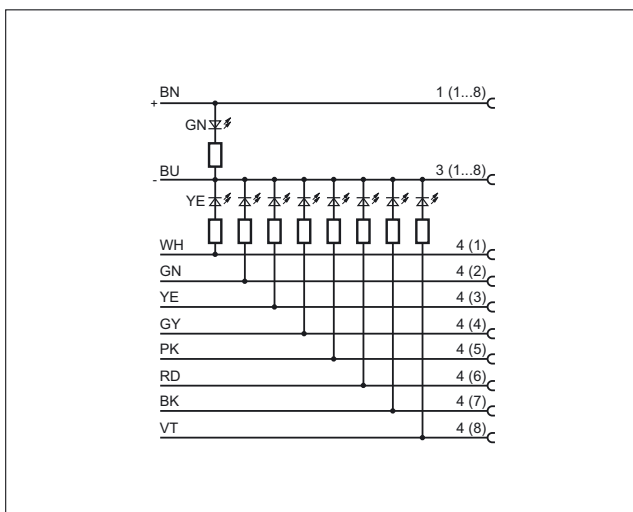 BN 1 (1...8)
+
GN
BU 3 (1...8)
-
YE
WH 4 (1)
GN 4 (2)
YE 4 (3)
GY 4 (4)
PK 4 (5)
RD 4 (6)
BK 4 (7)
VT 4 (8)